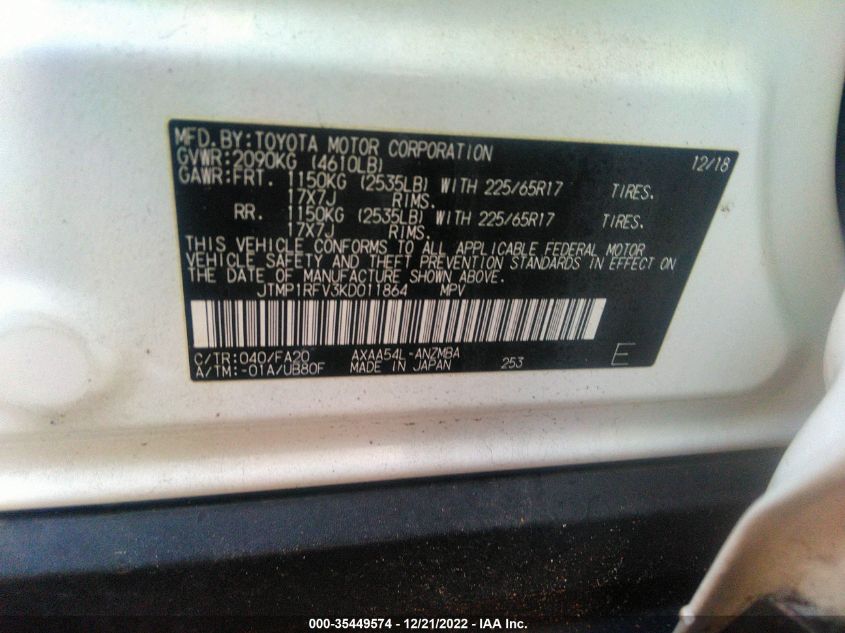 MFD.BY:TOYOTA MOTOR CORPORATION 12/18
GVWR:2090KG (4610LB)
GAWR:FRT. 1150KG (2535LB) WITH 225/65R17 TIRES.
17X7J RIMS.
RR. 1150KG (2535LB) WITH 225/65R17 TIRES.
17X7J RIMS.
THIS VEHICLE CONFORMS TO ALL APPLICABLE FEDERAL MOTOR
VEHICLE SAFETY AND THEFT PREVENTION STANDARDS IN EFFECT ON
THE DATE OF MANUFACTURE SHOWN ABOVE.
JTMP1RFV3KD011864 MPV
C/TR:040/FA20 AXAA54L-ANZMBA
A/TM:-01A/UB80F MADE IN JAPAN 253 E
000-35449574 - 12/21/2022 - IAA Inc.